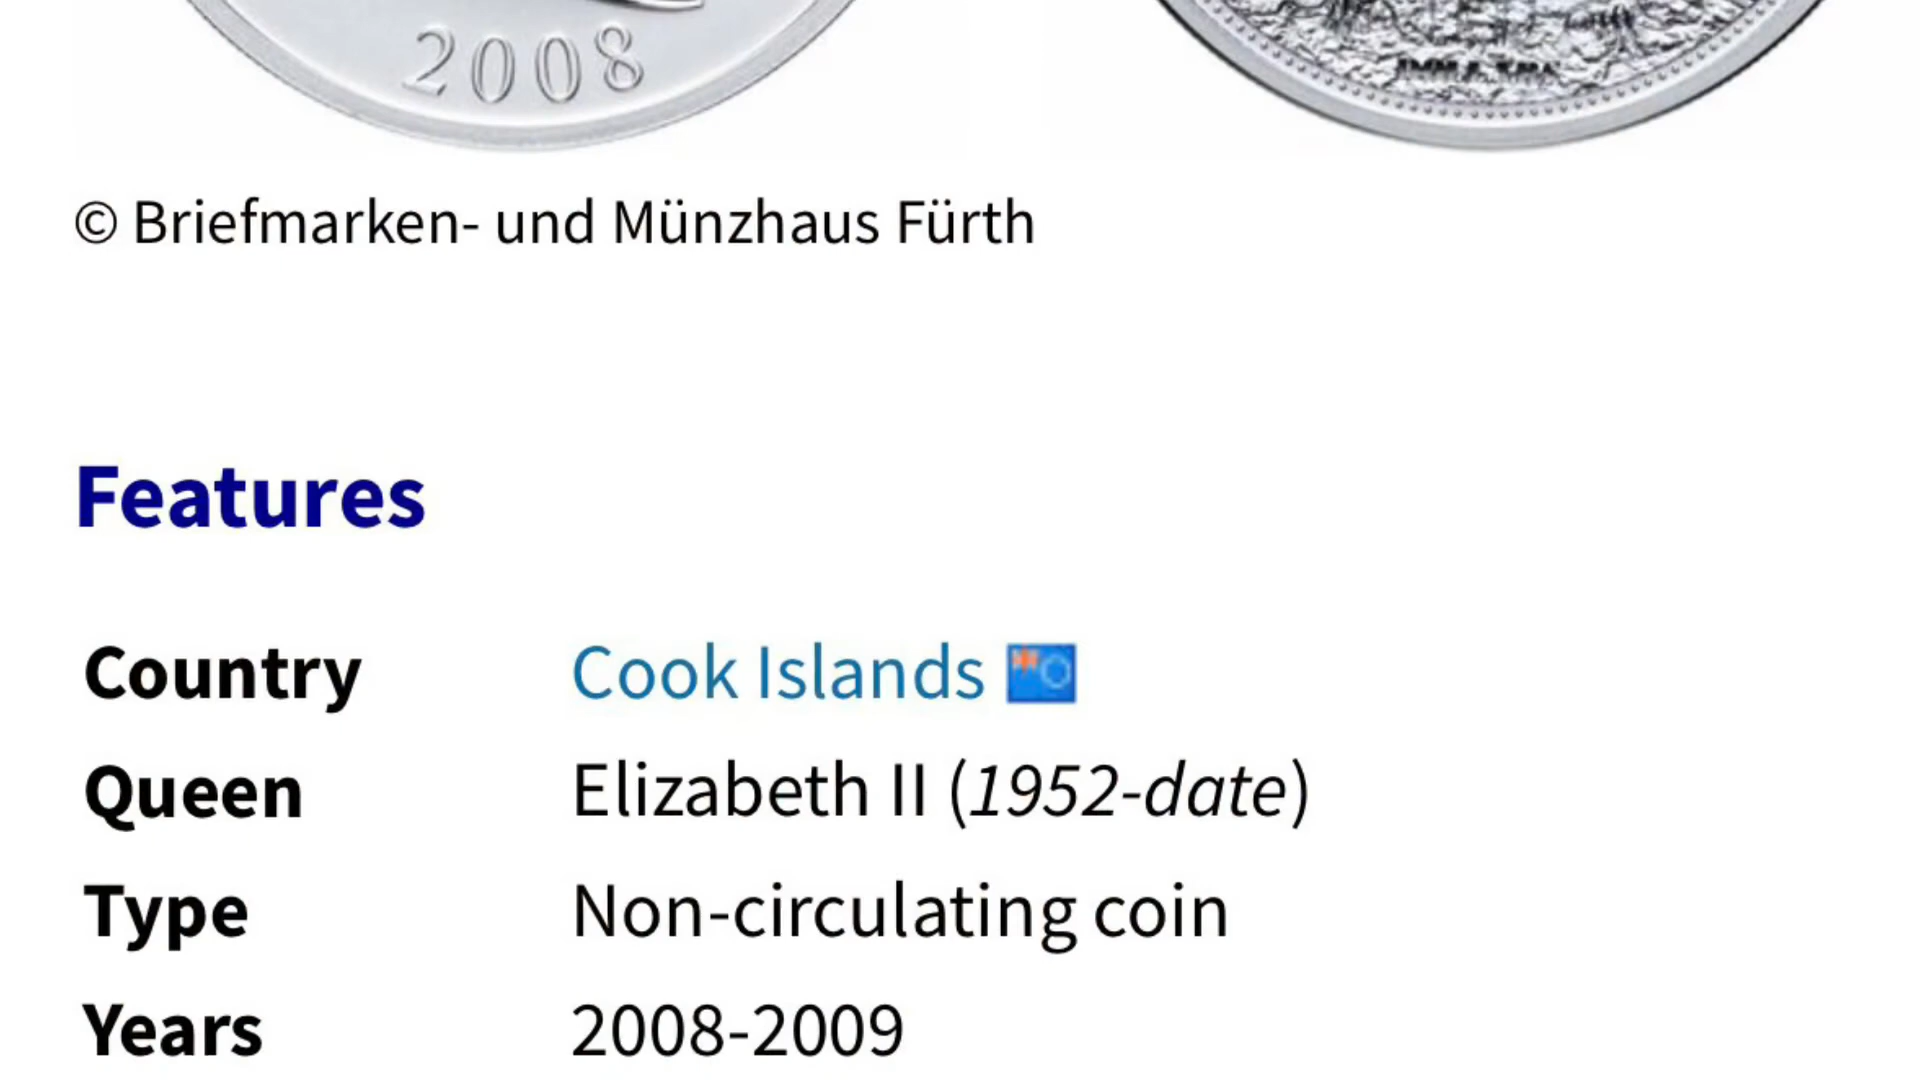 2008
© Briefmarken- und Münzhaus Fürth
Features
Country Cook Islands
Queen Elizabeth II (1952-date)
Type Non-circulating coin
Years 2008-2009